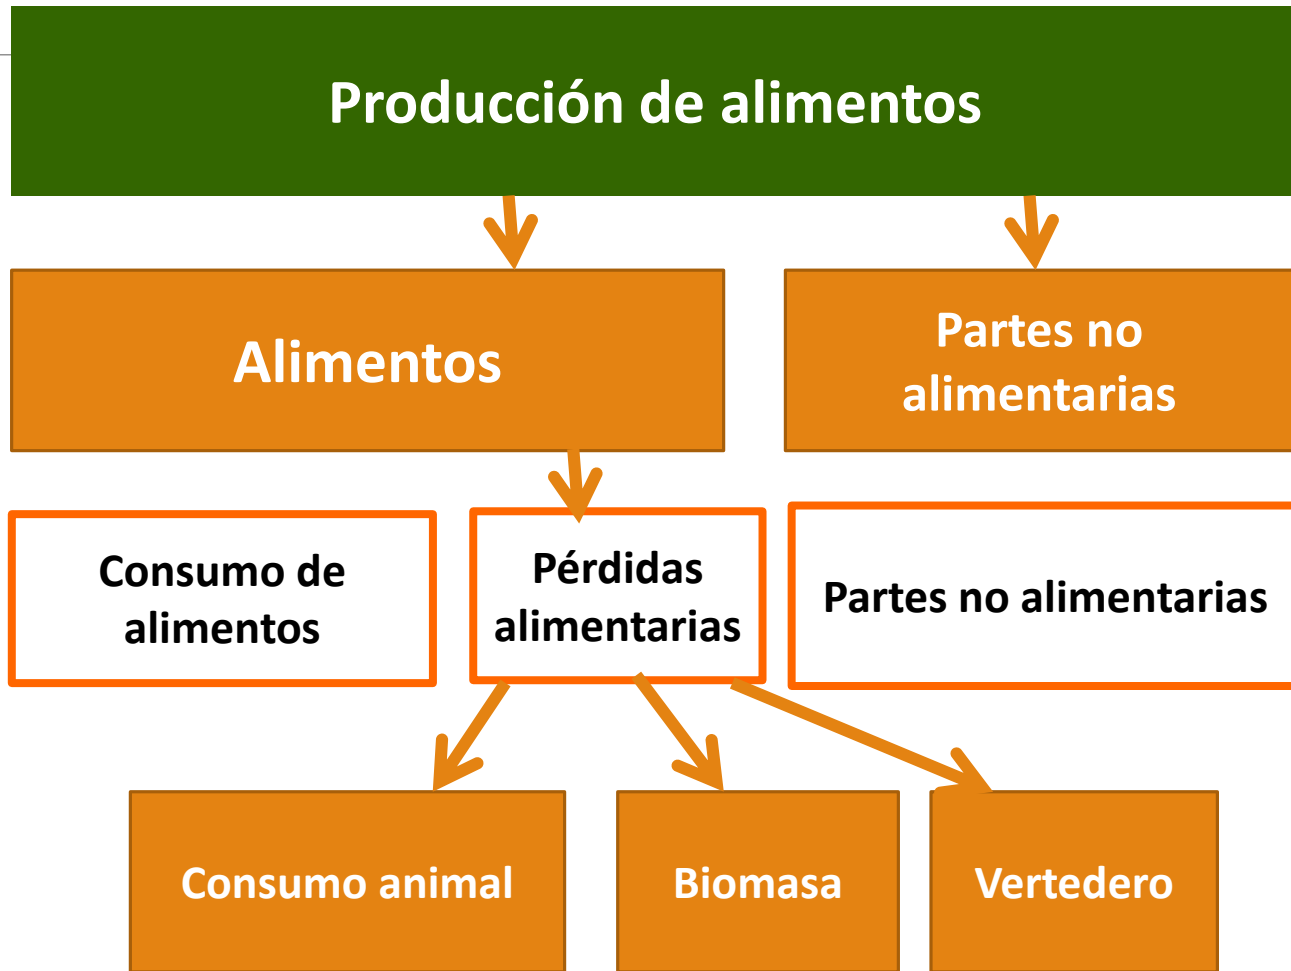 Producción de alimentos
Alimentos
Partes no
alimentarias
Consumo de
alimentos
Pérdidas
alimentarias
Partes no alimentarias
Consumo animal
Biomasa
Vertedero